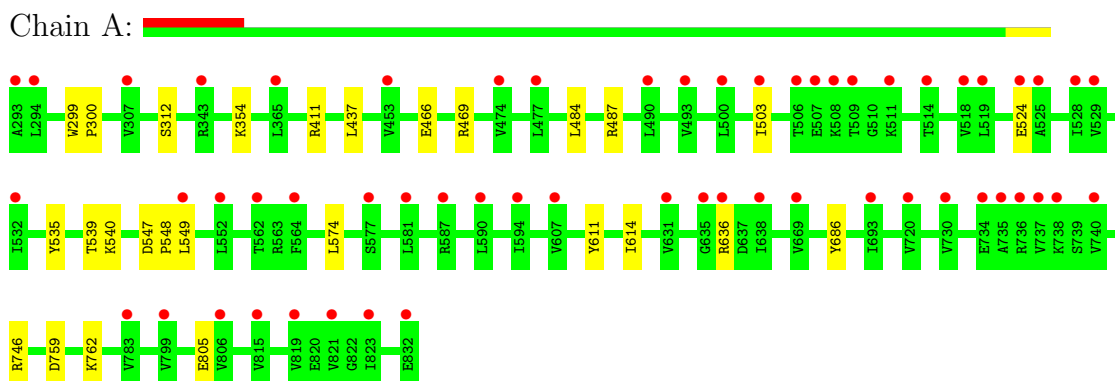 Chain A:
A293 L294 W299 P300 V307 S312 R343 K354 L365 R411 L437 V453 E466 R469 V474 L477 L484 R487 L490 V493 L500 I503 T506 E507 K508 T509 G510 K511 T514 V518 L519 E524 A525 I528 V529
I532 Y535 T539 K540 D547 P548 L549 L552 T562 R563 F564 L574 S577 L581 R587 L590 I594 V607 Y611 I614 V631 G635 R636 D637 I638 V669 Y686 I693 V720 V730 E734 A735 R736 V737 K738 S739 V740
R746 D759 K762 V783 V799 E805 V806 V815 V819 E820 V821 G822 I823 E832